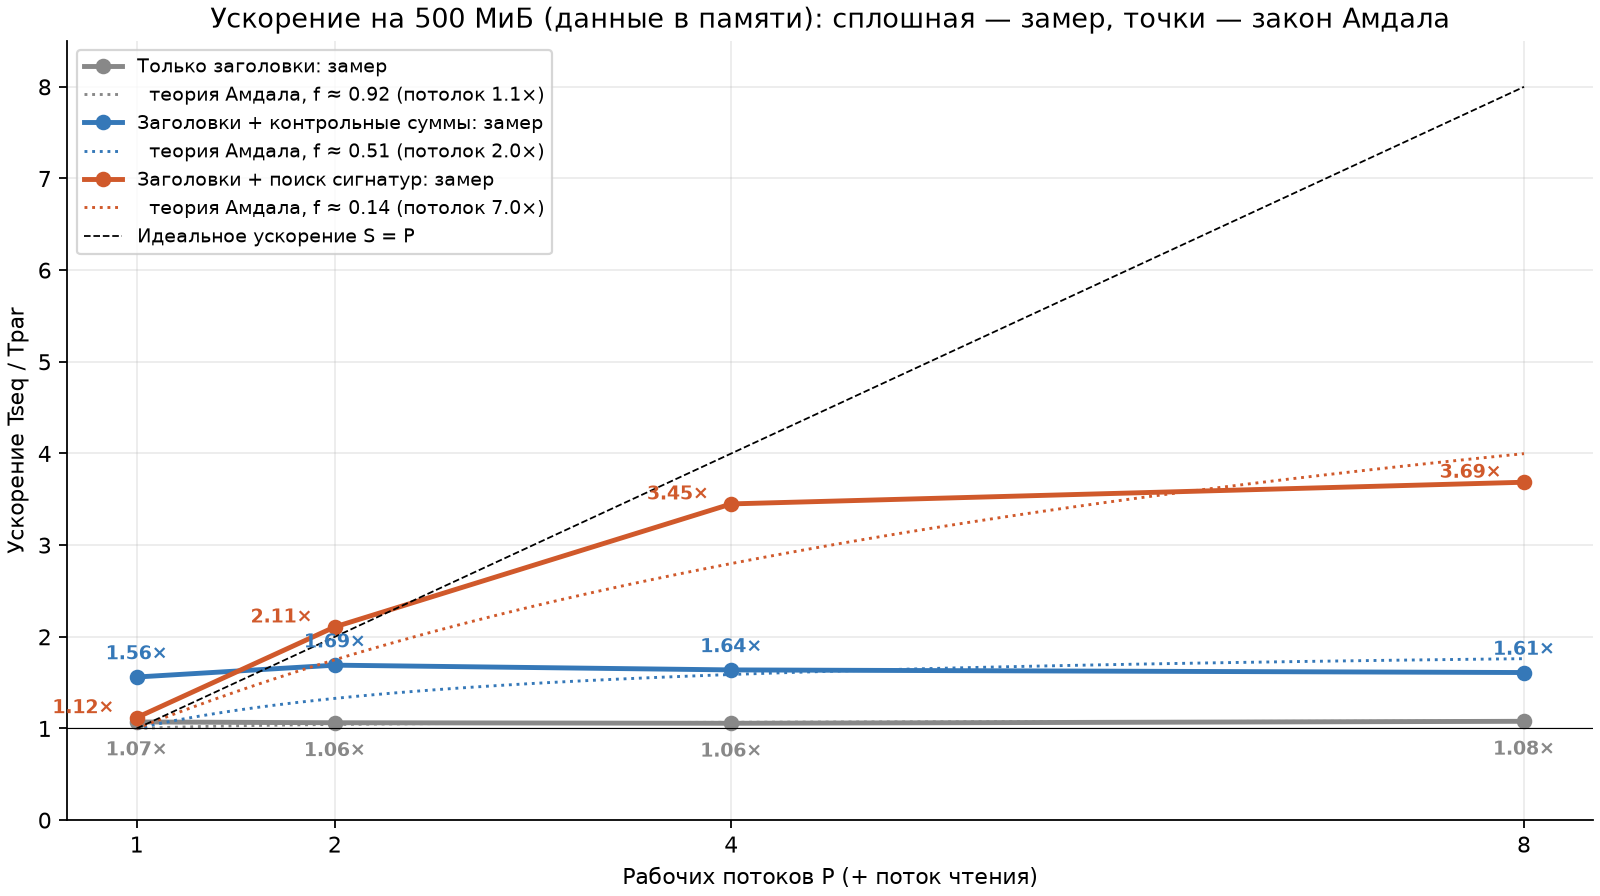 Ускорение на 500 МиБ (данные в памяти): сплошная — замер, точки — закон Амдала
Только заголовки: замер
теория Амдала, f ≈ 0.92 (потолок 1.1×)
Заголовки + контрольные суммы: замер
теория Амдала, f ≈ 0.51 (потолок 2.0×)
Заголовки + поиск сигнатур: замер
теория Амдала, f ≈ 0.14 (потолок 7.0×)
Идеальное ускорение S = P
Ускорение Tseq / Tpar
8
7
6
5
4
3
2
1
0
3.45×
3.69×
2.11×
1.69×
1.56×
1.64×
1.61×
1.12×
1.07×
1.06×
1.06×
1.08×
1
2
4
8
Рабочих потоков P (+ поток чтения)